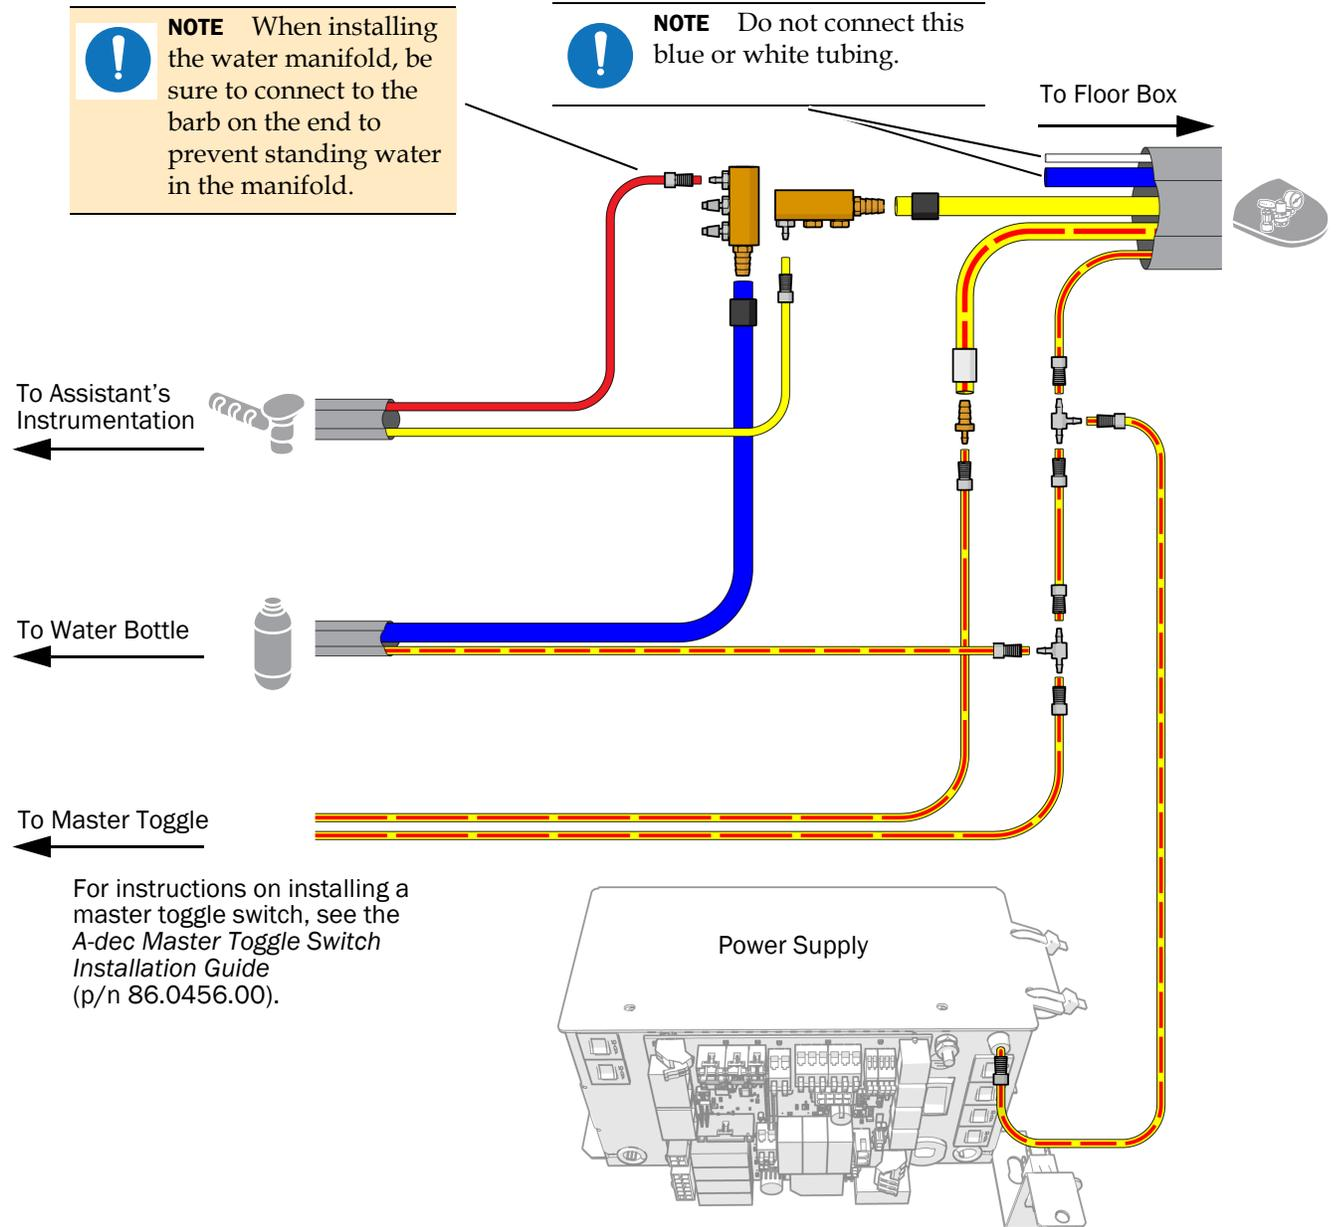 NOTE When installing
the water manifold, be
sure to connect to the
barb on the end to
prevent standing water
in the manifold.
NOTE Do not connect this
blue or white tubing.
To Floor Box
To Assistant's
Instrumentation
To Water Bottle
To Master Toggle
For instructions on installing a
master toggle switch, see the
A-dec Master Toggle Switch
Installation Guide
(p/n 86.0456.00).
Power Supply